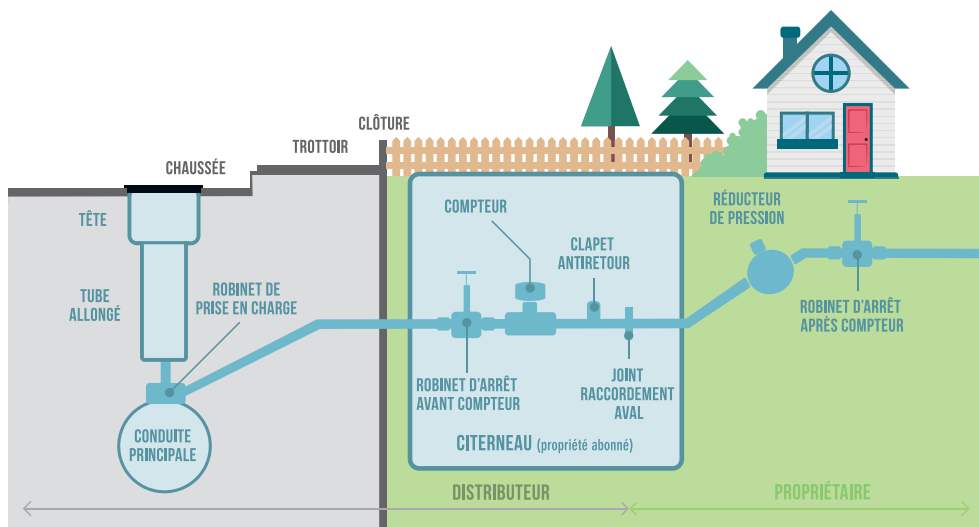 CLÔTURE
TROTTOIR
CHAUSSÉE
TÊTE
TUBE
ALLONGÉ
ROBINET DE
PRISE EN CHARGE
CONDUITE
PRINCIPALE
COMPTEUR
CLAPET
ANTIRETOUR
ROBINET D'ARRÊT
AVANT COMPTEUR
JOINT
RACCORDEMENT
AVAL
CITERNEAU (propriété abonné)
RÉDUCTEUR
DE PRESSION
ROBINET D'ARRÊT
APRÈS COMPTEUR
DISTRIBUTEUR
PROPRIÉTAIRE